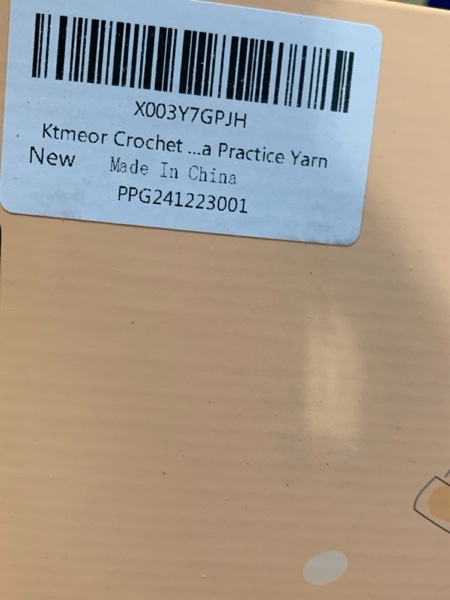 X003Y7GPJH
Ktmeor Crochet ...a Practice Yarn
New Made In China
PPG241223001